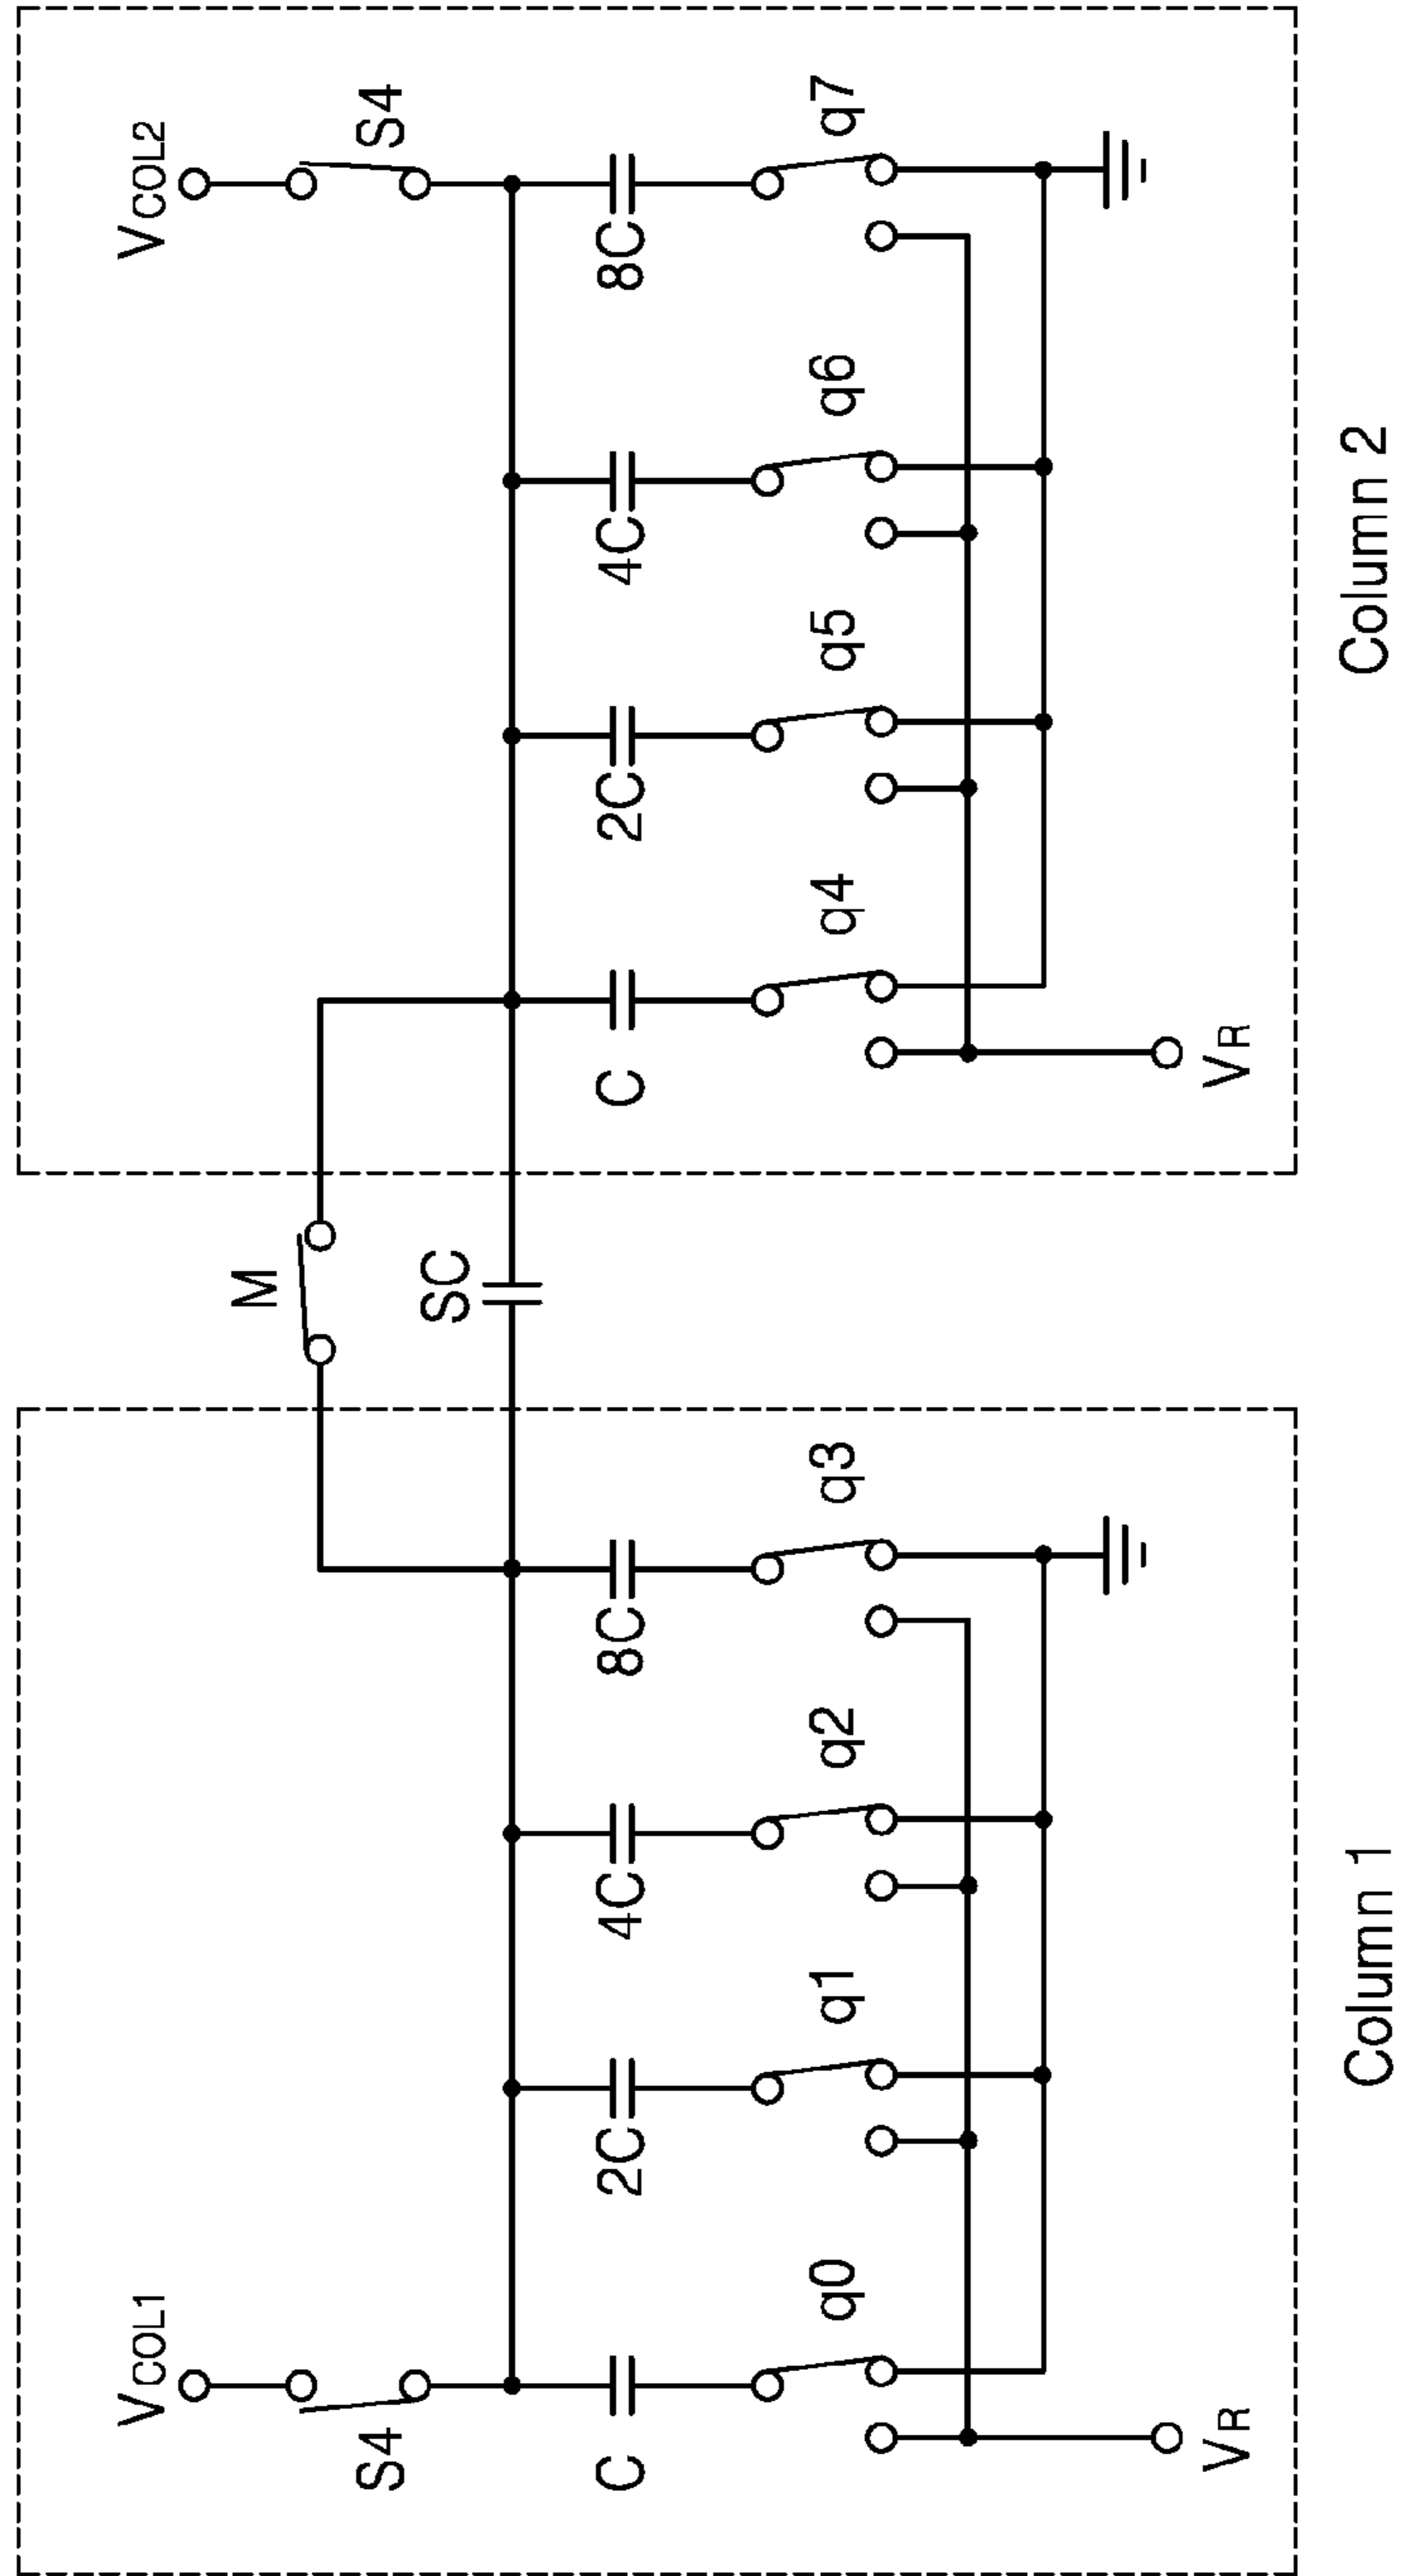 VCOL1
VCOL2
S4
M
S4
SC
C
2C
4C
8C
C
2C
4C
8C
q0
q1
q2
q3
q4
q5
q6
q7
VR
VR
Column 1
Column 2